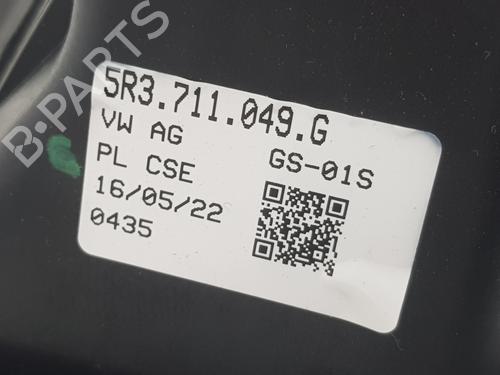 B-PARTS
5R3.711.049.G
VW AG GS-01S
PL CSE
16/05/22
0435